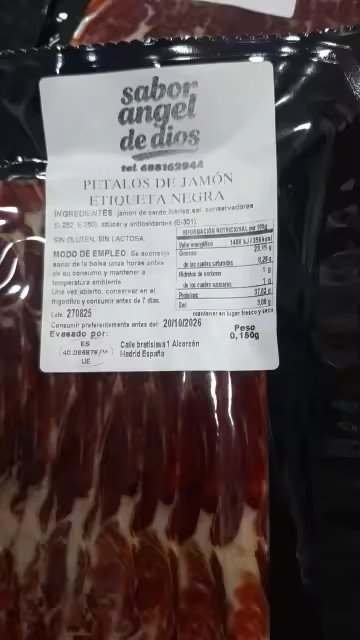 sabor
angel
de dios
tel 688162944
PETALOS DE JAMÓN
ETIQUETA NEGRA
INGREDIENTES jamón de cerdo ibérico, sal, conservadores
(E-252, E-250), azúcar y antioxidantes (E-301).
SIN GLUTEN, SIN LACTOSA.
MODO DE EMPLEO: Se aconseja
sacar de la bolsa unas horas antes
de su consumo y mantener a
temperatura ambiente
Una vez abierto, conservar en el
frigorífico y consumir antes de 7 días
Lote: 270825
Consumir preferentemente antes del: 20/10/2026
INFORMACIÓN NUTRICIONAL por 100g
Valor energético
Grasas
de las cuales saturadas
Hidratos de carbono 1 g
de los cuales azúcares 1 g
Proteínas
Sal
mantener en lugar fresco y seco
Evasado por:
ES
UE
Calle bratislava 1 Alcorcón
Madrid España
Peso
0,150g